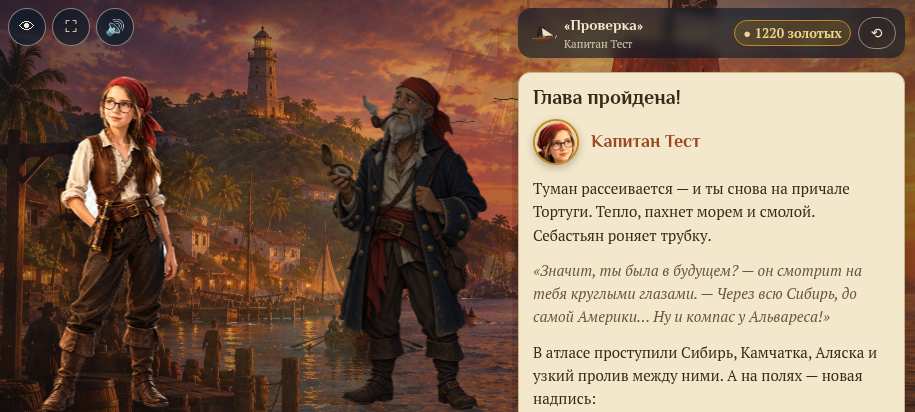 «Проверка»
Капитан Тест
1220 золотых
Глава пройдена!
Капитан Тест
Туман рассеивается — и ты снова на причале
Тортуги. Тепло, пахнет морем и смолой.
Себастьян роняет трубку.
«Значит, ты была в будущем? — он смотрит на
тебя круглыми глазами. — Через всю Сибирь, до
самой Америки… Ну и компас у Альвареса!»
В атласе проступили Сибирь, Камчатка, Аляска и
узкий пролив между ними. А на полях — новая
надпись: